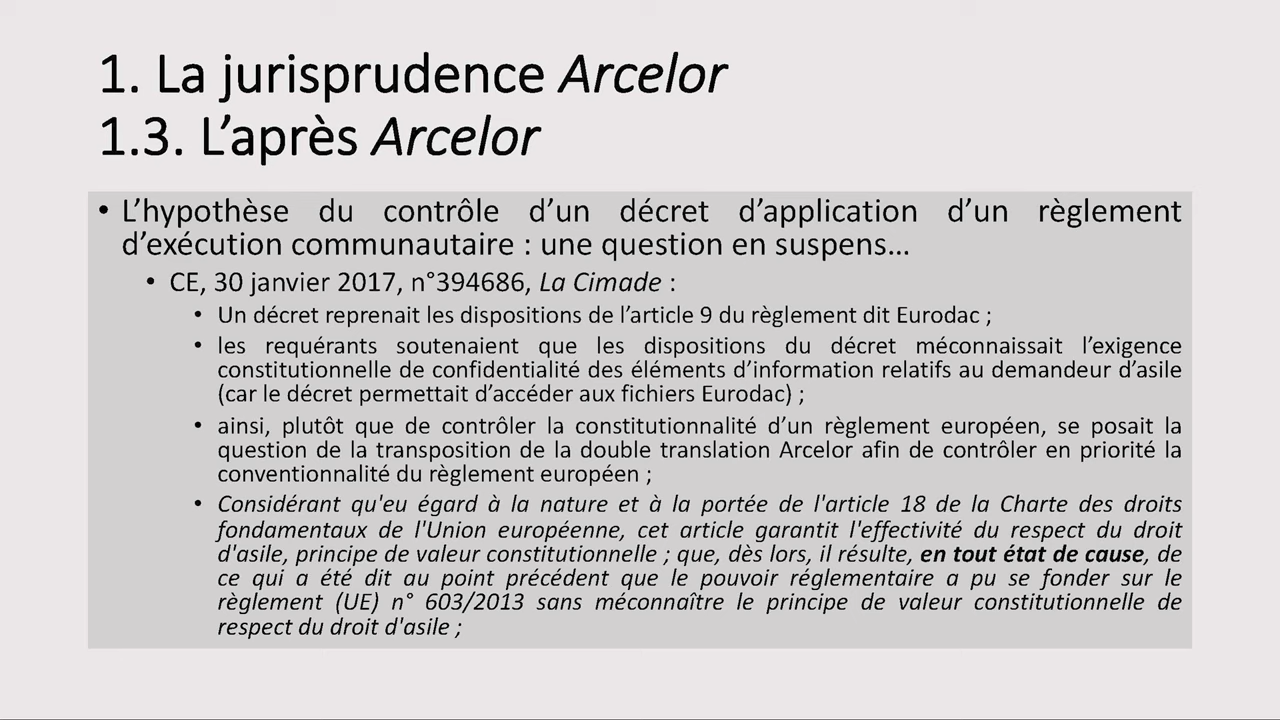 1. La jurisprudence Arcelor
1.3. L’après Arcelor
• L’hypothèse du contrôle d’un décret d’application d’un règlement
d’exécution communautaire : une question en suspens…
• CE, 30 janvier 2017, n°394686, La Cimade :
• Un décret reprenait les dispositions de l’article 9 du règlement dit Eurodac ;
• les requérants soutenaient que les dispositions du décret méconnaissait l’exigence
constitutionnelle de confidentialité des éléments d’information relatifs au demandeur d’asile
(car le décret permettait d’accéder aux fichiers Eurodac) ;
• ainsi, plutôt que de contrôler la constitutionnalité d’un règlement européen, se posait la
question de la transposition de la double translation Arcelor afin de contrôler en priorité la
conventionnalité du règlement européen ;
• Considérant qu'eu égard à la nature et à la portée de l'article 18 de la Charte des droits
fondamentaux de l'Union européenne, cet article garantit l'effectivité du respect du droit
d'asile, principe de valeur constitutionnelle ; que, dès lors, il résulte, en tout état de cause, de
ce qui a été dit au point précédent que le pouvoir réglementaire a pu se fonder sur le
règlement (UE) n° 603/2013 sans méconnaître le principe de valeur constitutionnelle de
respect du droit d'asile ;